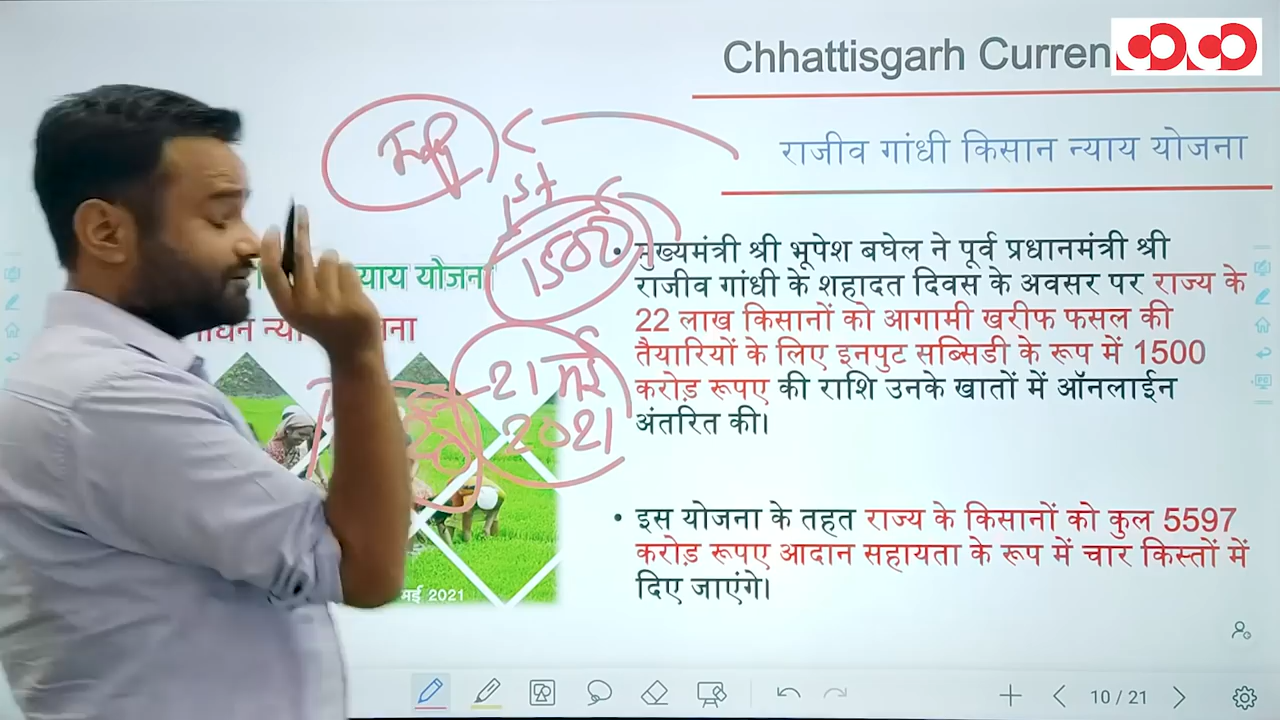 Chhattisgarh Curren
राजीव गांधी किसान न्याय योजना
1st
1500
मुख्यमंत्री श्री भूपेश बघेल ने पूर्व प्रधानमंत्री श्री
राजीव गांधी के शहादत दिवस के अवसर पर राज्य के
22 लाख किसानों को आगामी खरीफ फसल की
तैयारियों के लिए इनपुट सब्सिडी के रूप में 1500
करोड़ रूपए की राशि उनके खातों में ऑनलाईन
अंतरित की।
न्याय योजना
न्याय
21 मई
2021
मई 2021
इस योजना के तहत राज्य के किसानों को कुल 5597
करोड़ रूपए आदान सहायता के रूप में चार किस्तों में
दिए जाएंगे।
10 / 21